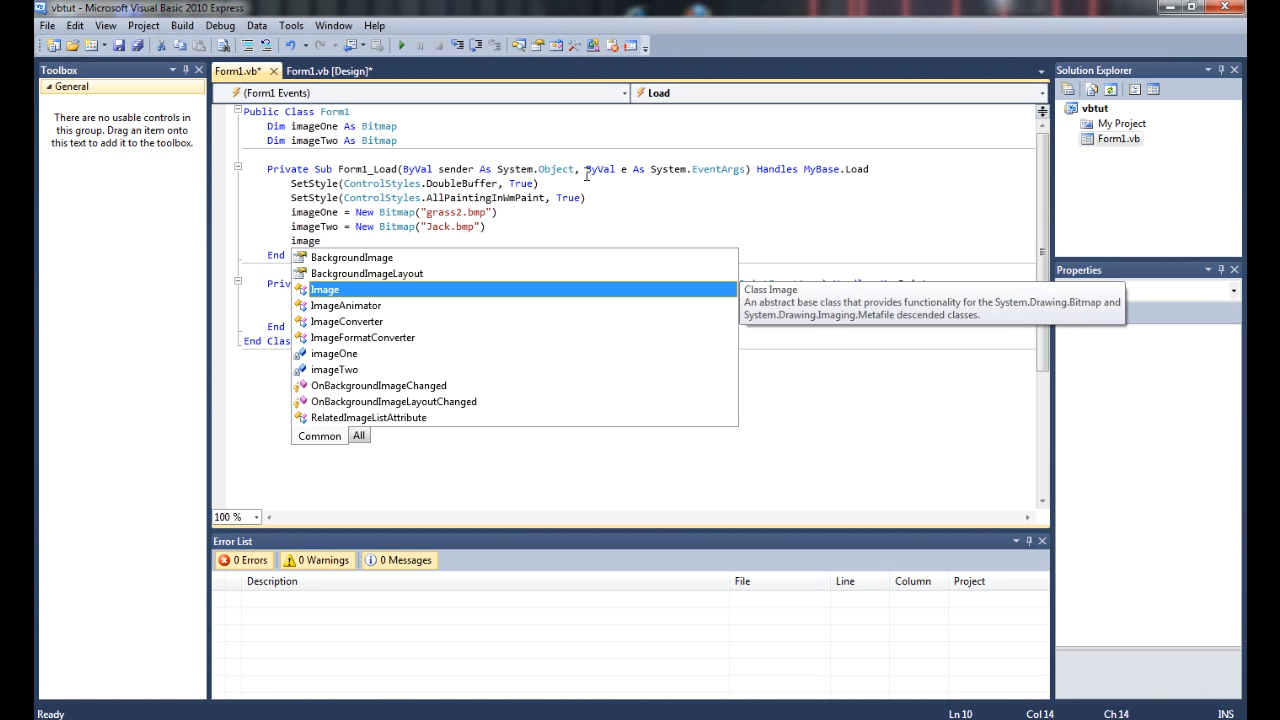 vbtut - Microsoft Visual Basic 2010 Express
File Edit View Project Build Debug Data Tools Window Help
Toolbox
General
There are no usable controls in
this group. Drag an item onto
this text to add it to the toolbox.
Form1.vb* Form1.vb [Design]*
(Form1 Events) Load
Public Class Form1
Dim imageOne As Bitmap
Dim imageTwo As Bitmap
Private Sub Form1_Load(ByVal sender As System.Object, ByVal e As System.EventArgs) Handles MyBase.Load
SetStyle(ControlStyles.DoubleBuffer, True)
SetStyle(ControlStyles.AllPaintingInWmPaint, True)
imageOne = New Bitmap("grass2.bmp")
imageTwo = New Bitmap("Jack.bmp")
image
End
Priv
End
End Clas
BackgroundImage
BackgroundImageLayout
Image
ImageAnimator
ImageConverter
ImageFormatConverter
imageOne
imageTwo
OnBackgroundImageChanged
OnBackgroundImageLayoutChanged
RelatedImageListAttribute
Common All
Class Image
An abstract base class that provides functionality for the System.Drawing.Bitmap and
System.Drawing.Imaging.Metafile descended classes.
100 %
Solution Explorer
vbtut
My Project
Form1.vb
Properties
Error List
0 Errors 0 Warnings 0 Messages
Description File Line Column Project
Ready Ln 10 Col 14 Ch 14 INS